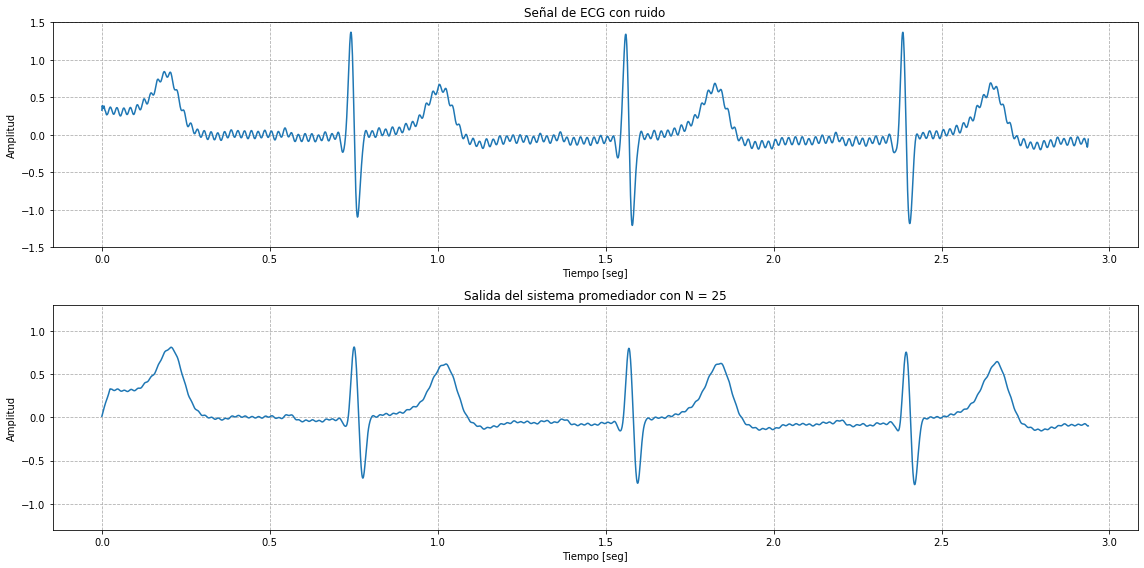 Señal de ECG con ruido
1.5
1.0
0.5
0.0
−0.5
−1.0
−1.5
Amplitud
0.0 0.5 1.0 1.5 2.0 2.5 3.0
Tiempo [seg]
Salida del sistema promediador con N = 25
1.0
0.5
0.0
−0.5
−1.0
Amplitud
0.0 0.5 1.0 1.5 2.0 2.5 3.0
Tiempo [seg]